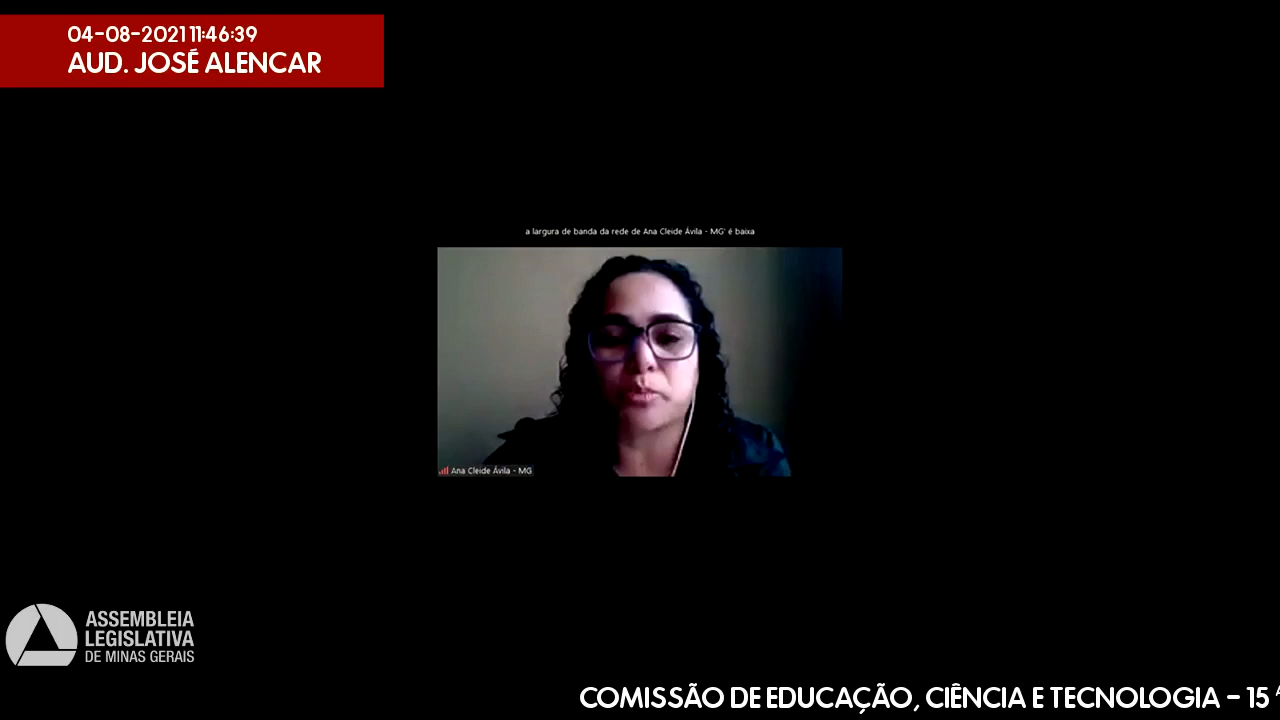 04-08-2021 11:46:39
AUD. JOSÉ ALENCAR
a largura de banda da rede de Ana Cleide Ávila - MG' é baixa
Ana Cleide Ávila - MG
ASSEMBLEIA
LEGISLATIVA
DE MINAS GERAIS
COMISSÃO DE EDUCAÇÃO, CIÊNCIA E TECNOLOGIA - 15